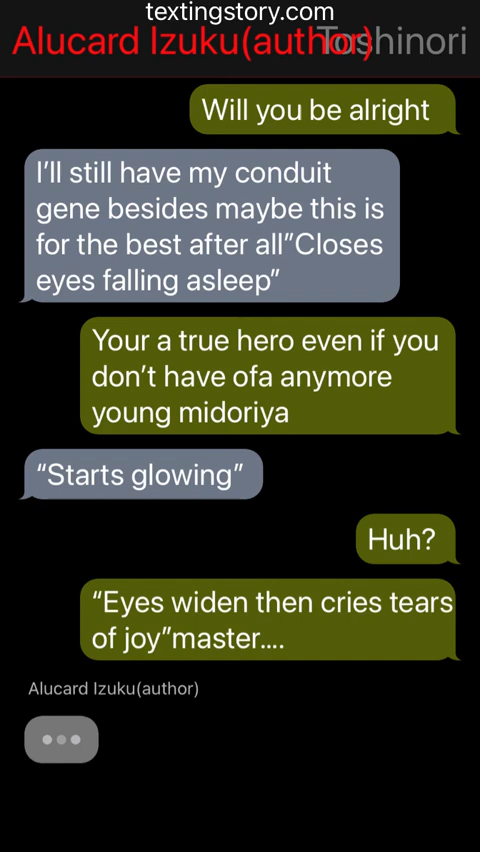 textingstory.com
Alucard Izuku(author)
Toshinori
Will you be alright
I’ll still have my conduit
gene besides maybe this is
for the best after all”Closes
eyes falling asleep”
Your a true hero even if you
don’t have ofa anymore
young midoriya
“Starts glowing”
Huh?
“Eyes widen then cries tears
of joy”master....
Alucard Izuku(author)